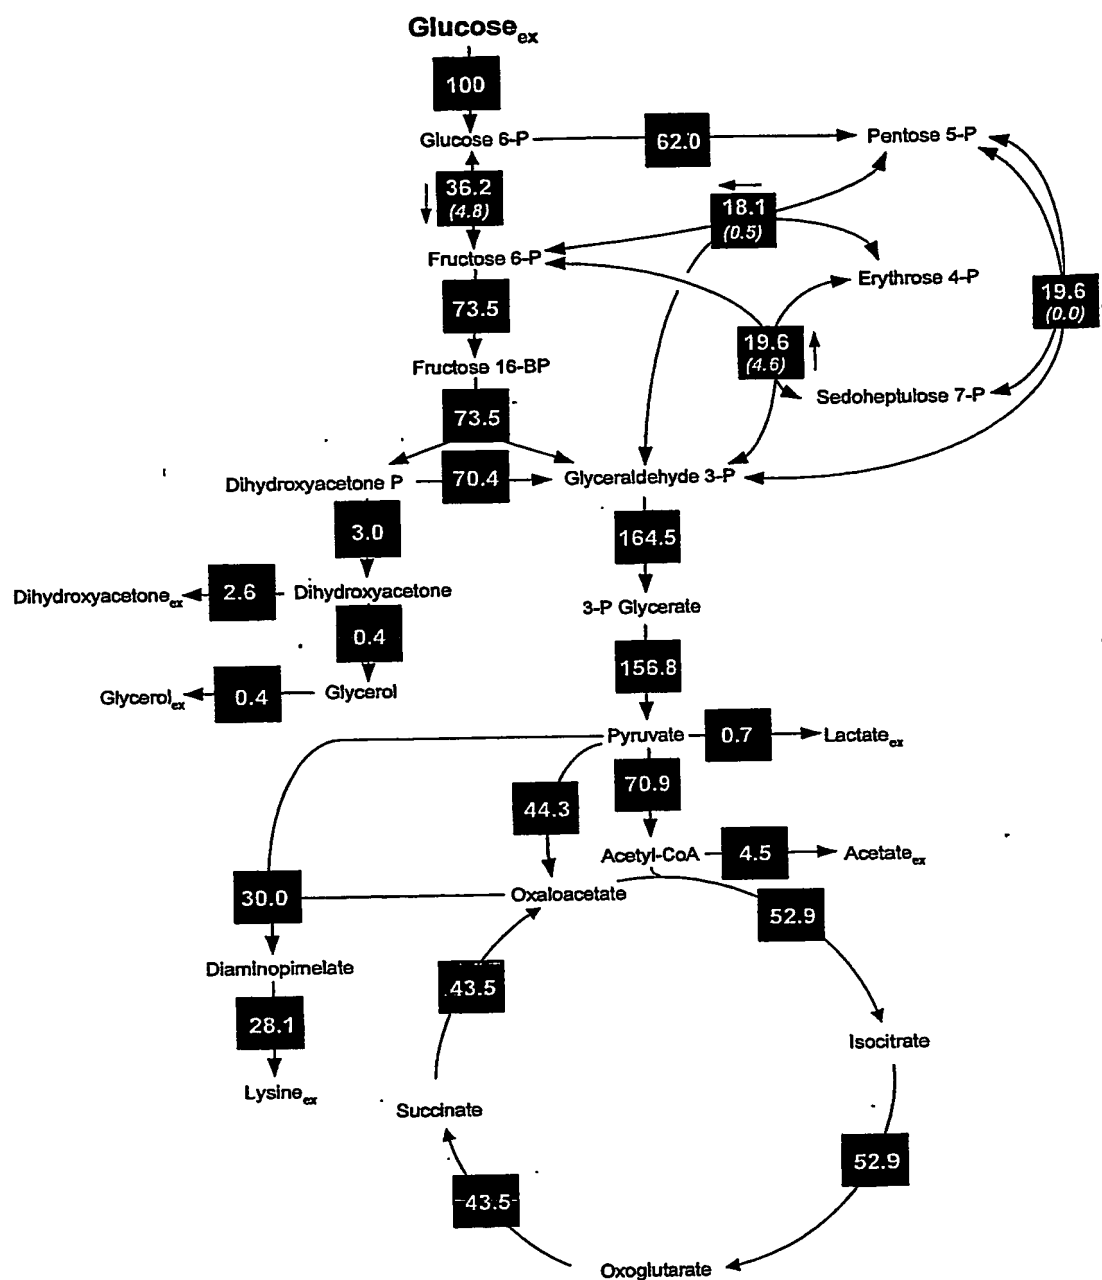 Glucose ex
100
Glucose 6-P
62.0
Pentose 5-P
36.2
(4.8)
18.1
(0.5)
Fructose 6-P
Erythrose 4-P
73.5
19.6
(0.0)
19.6
(4.6)
Fructose 16-BP
Sedoheptulose 7-P
73.5
Dihydroxyacetone P
70.4
Glyceraldehyde 3-P
3.0
164.5
Dihydroxyacetone ex
2.6
Dihydroxyacetone
3-P Glycerate
0.4
156.8
Glycerol ex
0.4
Glycerol
Pyruvate
0.7
Lactate ex
44.3
70.9
Acetyl-CoA
4.5
Acetate ex
30.0
Oxaloacetate
52.9
Diaminopimelate
43.5
28.1
Isocitrate
Lysine ex
Succinate
52.9
43.5
Oxoglutarate